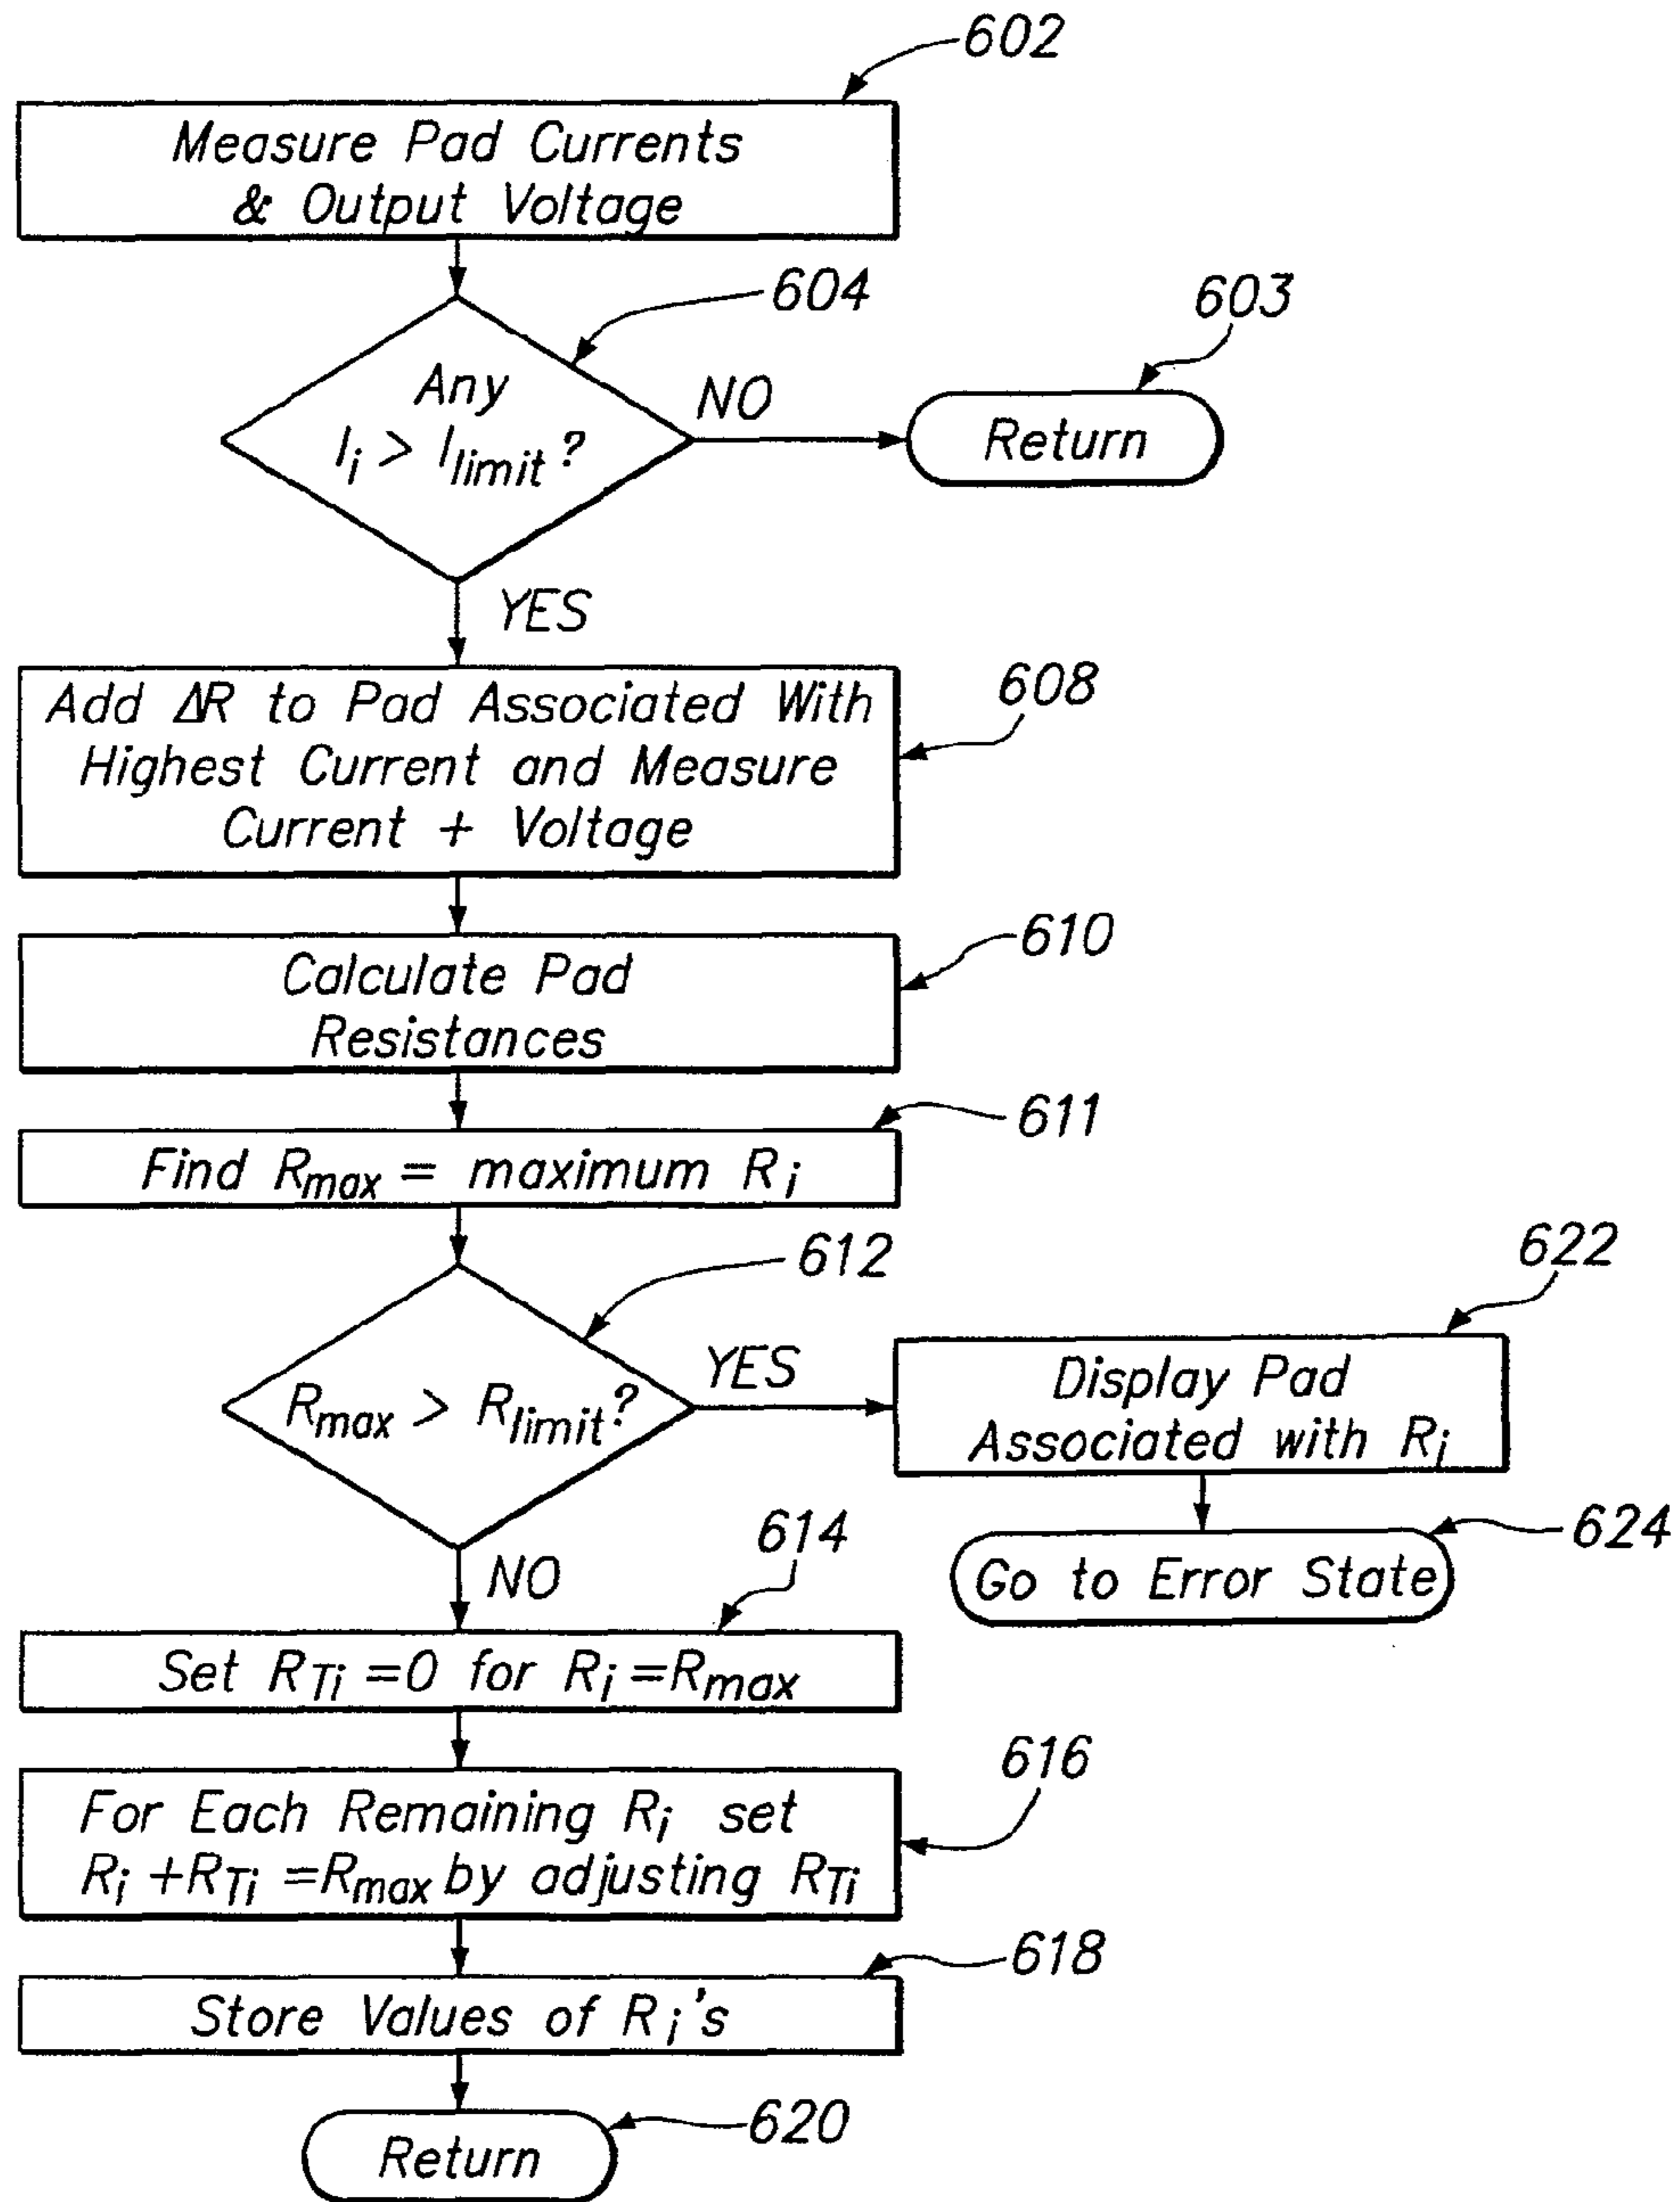 602
Measure Pad Currents
& Output Voltage
604
603
Any
Ii > Ilimit?
NO
Return
YES
608
Add ΔR to Pad Associated With
Highest Current and Measure
Current + Voltage
610
Calculate Pad
Resistances
611
Find Rmax = maximum Ri
612
622
Rmax > Rlimit?
YES
Display Pad
Associated with Ri
624
Go to Error State
NO
614
Set RTi =0 for Ri =Rmax
616
For Each Remaining Ri set
Ri +RTi =Rmax by adjusting RTi
618
Store Values of Ri's
620
Return